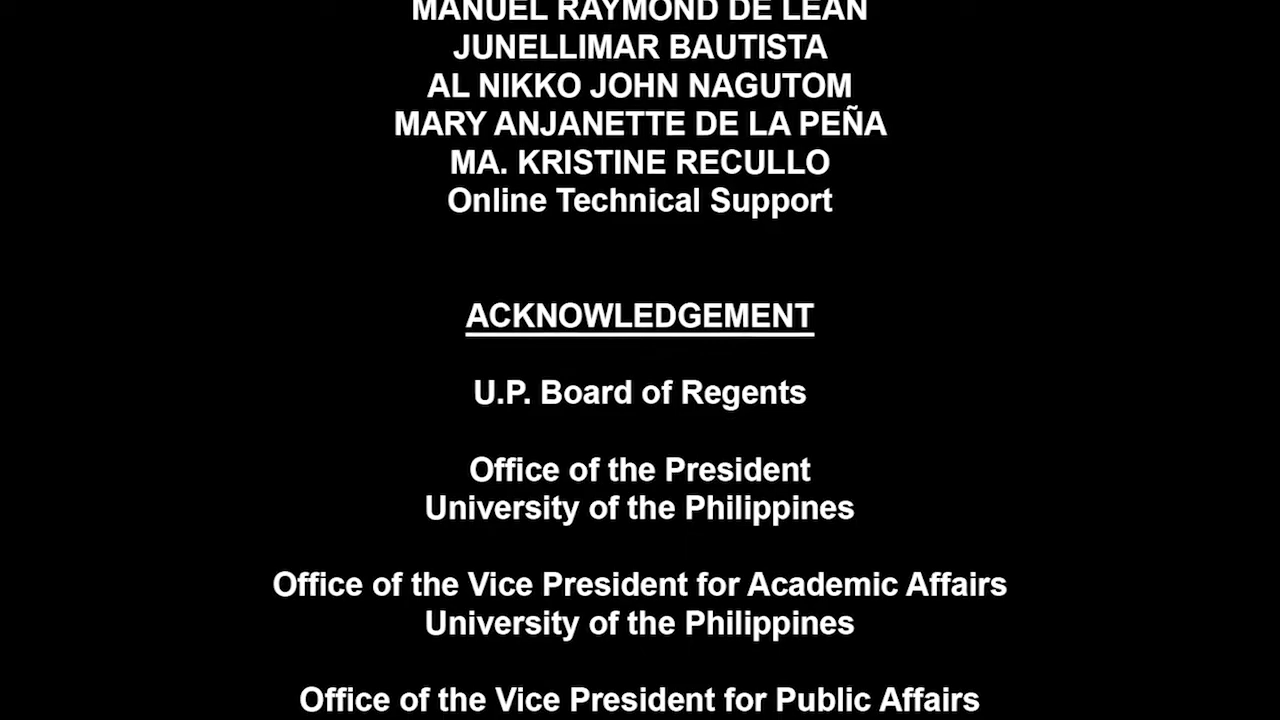 MANUEL RAYMOND DE LEAN
JUNELLIMAR BAUTISTA
AL NIKKO JOHN NAGUTOM
MARY ANJANETTE DE LA PEÑA
MA. KRISTINE RECULLO
Online Technical Support
ACKNOWLEDGEMENT
U.P. Board of Regents
Office of the President
University of the Philippines
Office of the Vice President for Academic Affairs
University of the Philippines
Office of the Vice President for Public Affairs